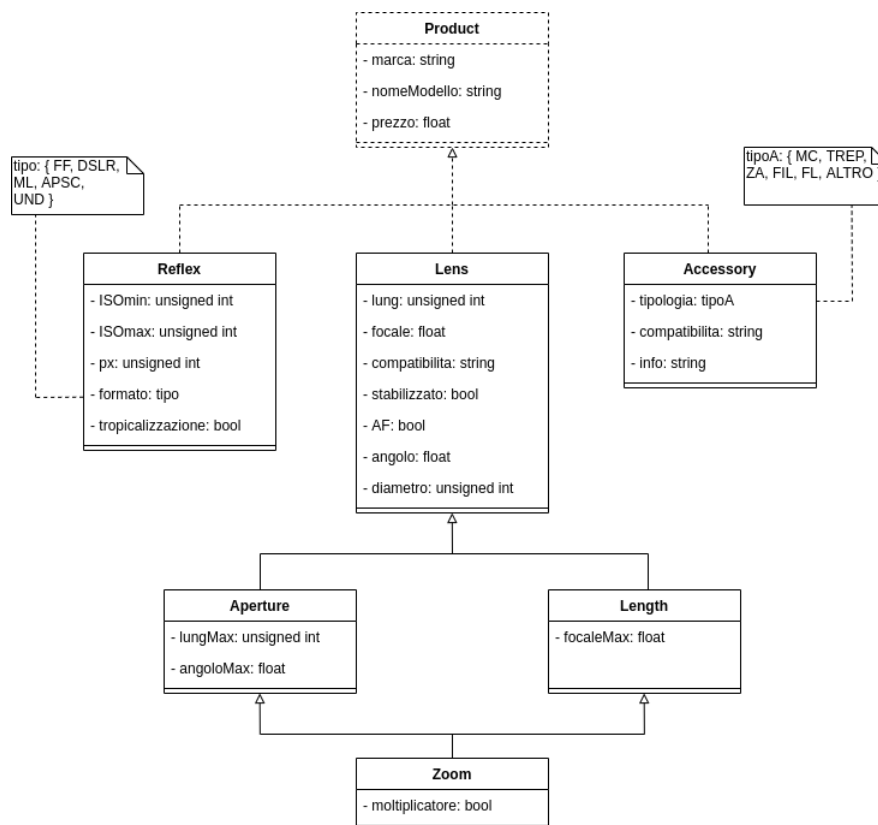 Product
- marca: string
- nomeModello: string
- prezzo: float
tipo: { FF, DSLR,
ML, APSC,
UND }
tipoA: { MC, TREP,
ZA, FIL, FL, ALTRO }
Reflex
- ISOmin: unsigned int
- ISOmax: unsigned int
- px: unsigned int
- formato: tipo
- tropicalizzazione: bool
Lens
- lung: unsigned int
- focale: float
- compatibilita: string
- stabilizzato: bool
- AF: bool
- angolo: float
- diametro: unsigned int
Accessory
- tipologia: tipoA
- compatibilita: string
- info: string
Aperture
- lungMax: unsigned int
- angoloMax: float
Length
- focaleMax: float
Zoom
- moltiplicatore: bool